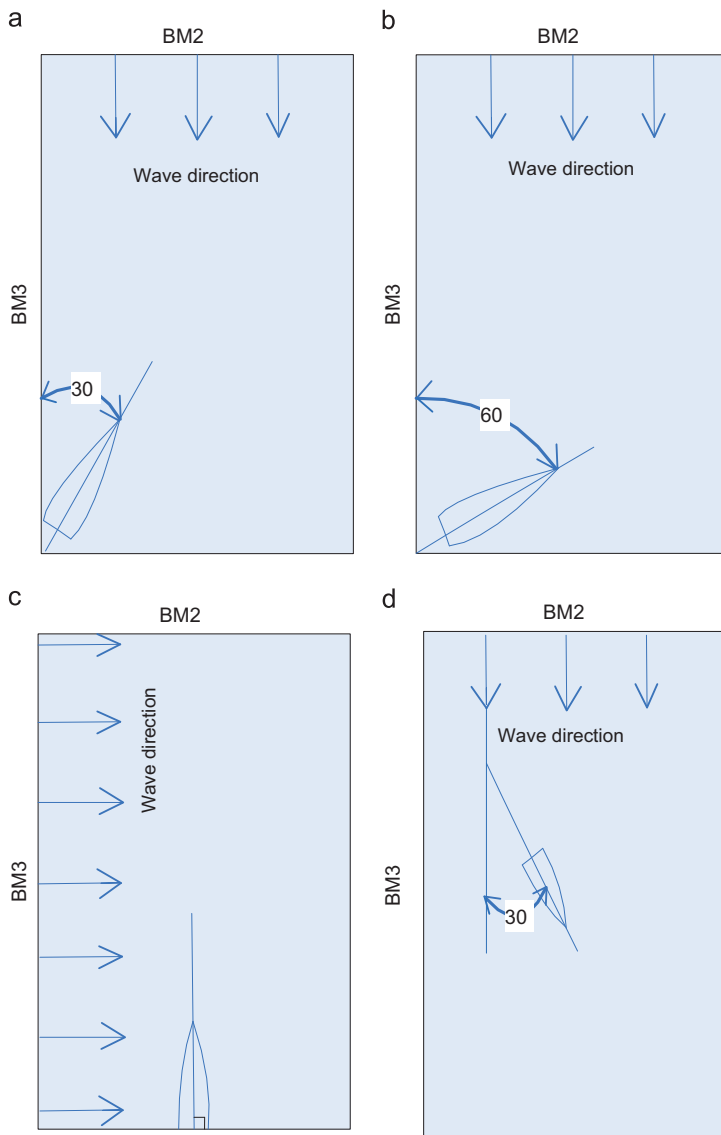 a
BM2
Wave direction
BM3
30
b
BM2
Wave direction
BM3
60
c
BM2
Wave direction
BM3
d
BM2
Wave direction
BM3
30